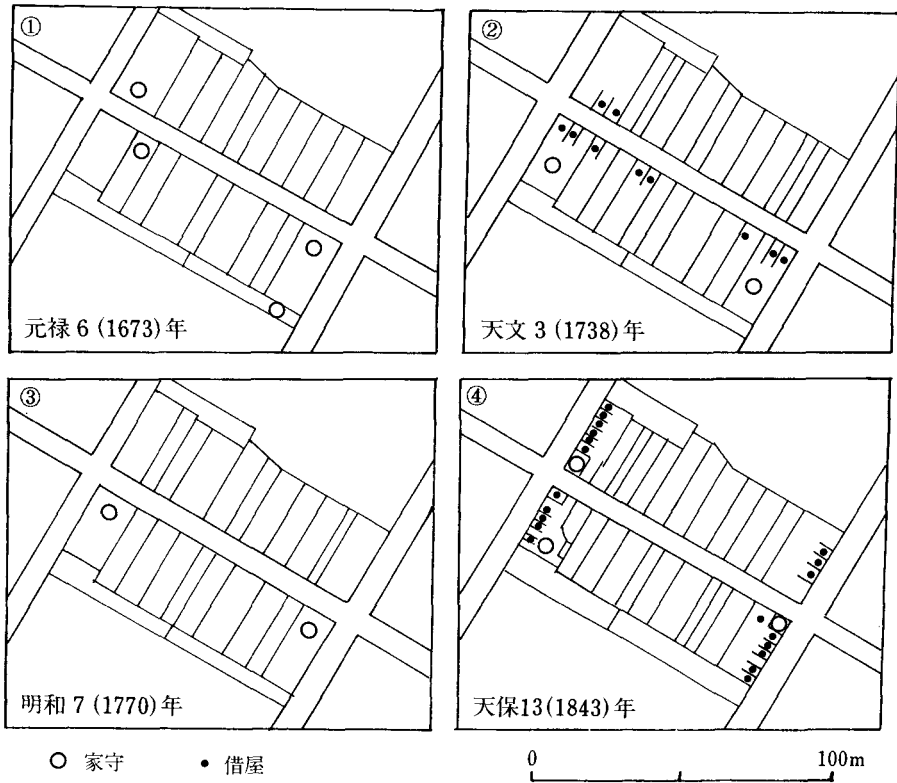 ①
元禄 6 (1673)年
②
天文 3 (1738)年
③
明和 7 (1770)年
④
天保13(1843)年
○ 家守 • 借屋
0 100m